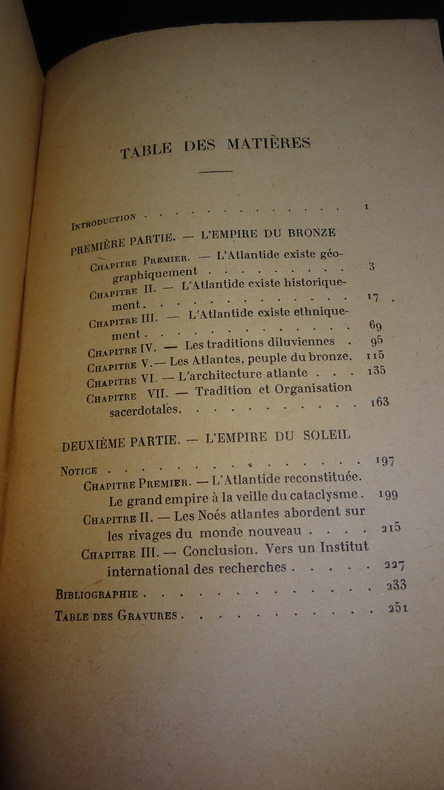 TABLE DES MATIÈRES
INTRODUCTION . . . . . . . . . . . . . 1
PREMIÈRE PARTIE. — L'EMPIRE DU BRONZE
CHAPITRE PREMIER. — L'Atlantide existe géo-
graphiquement . . . . . . . . . 3
CHAPITRE II. — L'Atlantide existe historique-
ment . . . . . . . . . . . . . 17
CHAPITRE III. — L'Atlantide existe ethnique-
ment . . . . . . . . . . . . . 69
CHAPITRE IV. — Les traditions diluviennes . 95
CHAPITRE V. — Les Atlantes, peuple du bronze. 115
CHAPITRE VI. — L'architecture atlante . . . 135
CHAPITRE VII. — Tradition et Organisation
sacerdotales. . . . . . . . . . 163
DEUXIÈME PARTIE. — L'EMPIRE DU SOLEIL
NOTICE . . . . . . . . . . . . . . 197
CHAPITRE PREMIER. — L'Atlantide reconstituée.
Le grand empire à la veille du cataclysme . 199
CHAPITRE II. — Les Noés atlantes abordent sur
les rivages du monde nouveau . . . . 215
CHAPITRE III. — Conclusion. Vers un Institut
international des recherches . . . . . 227
BIBLIOGRAPHIE . . . . . . . . . . . . 233
TABLE DES GRAVURES . . . . . . . . . . 251